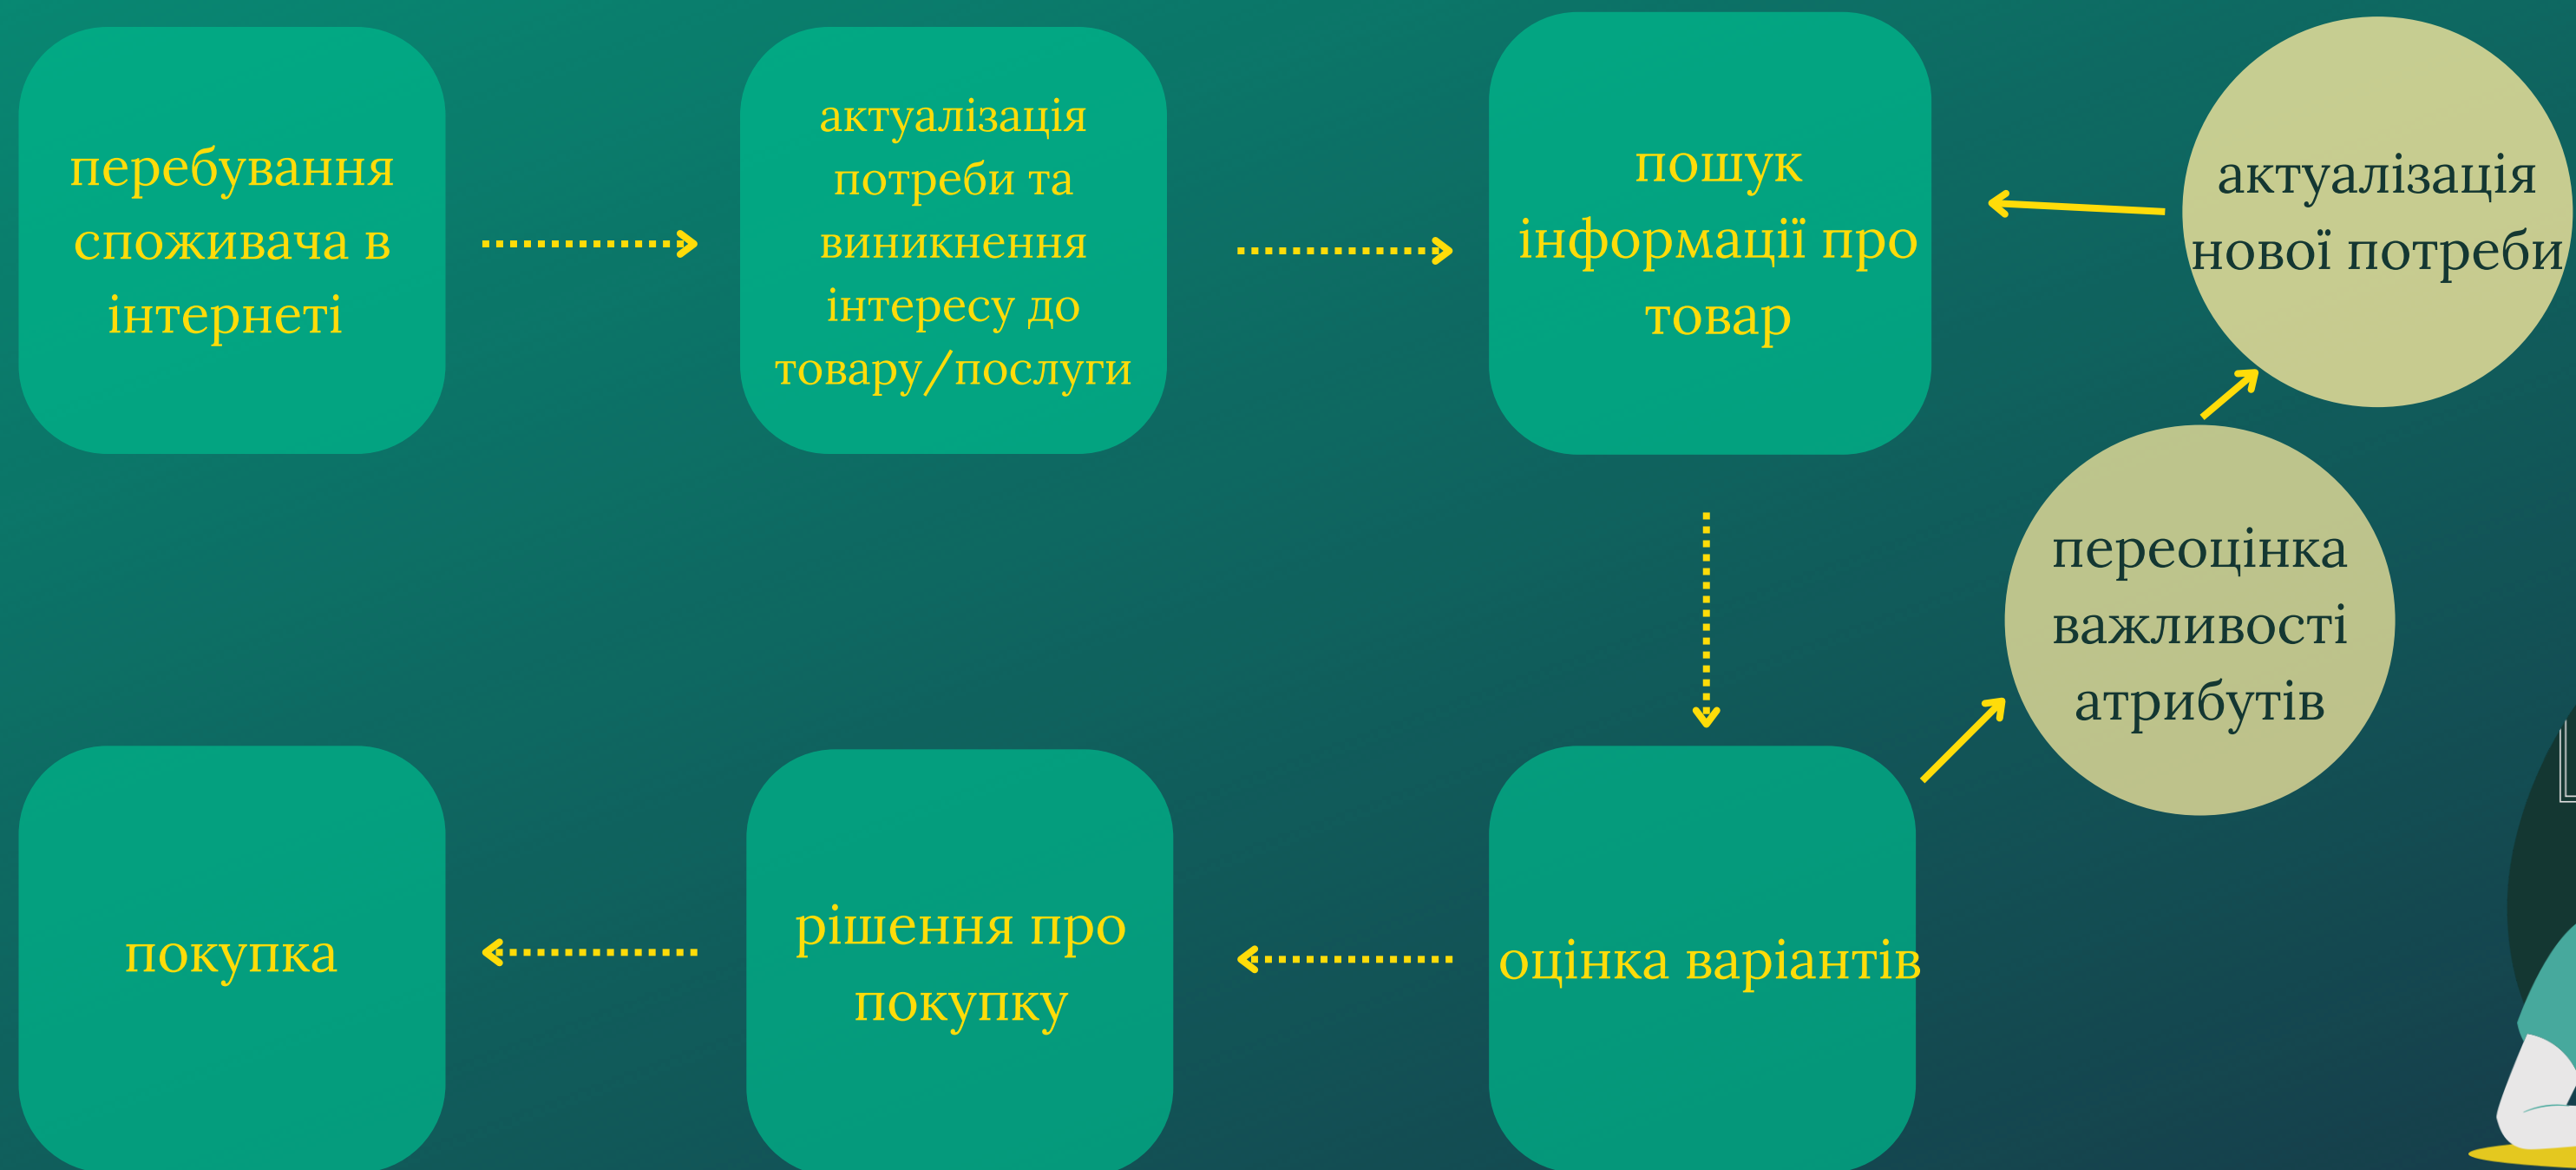 перебування
споживача в
інтернеті
актуалізація
потреби та
виникнення
інтересу до
товару/послуги
пошук
інформації про
товар
актуалізація
нової потреби
переоцінка
важливості
атрибутів
покупка
рішення про
покупку
оцінка варіантів